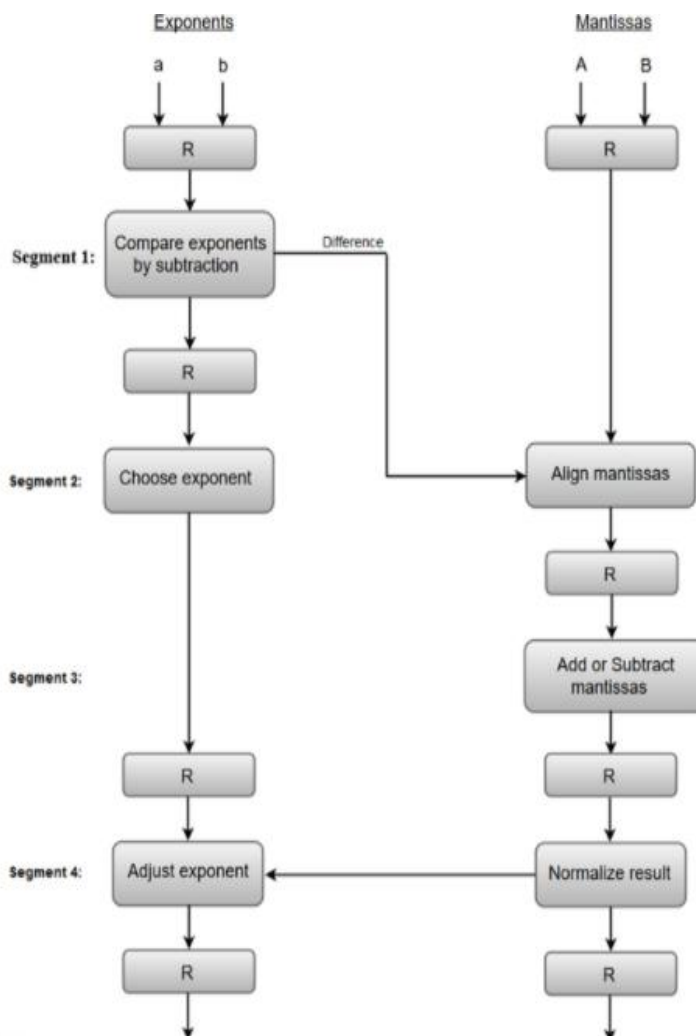 Exponents
Mantissas
a b
A B
R
R
Segment 1:
Compare exponents
by subtraction
Difference
R
Segment 2:
Choose exponent
Align mantissas
R
Segment 3:
Add or Subtract
mantissas
R
R
Segment 4:
Adjust exponent
Normalize result
R
R